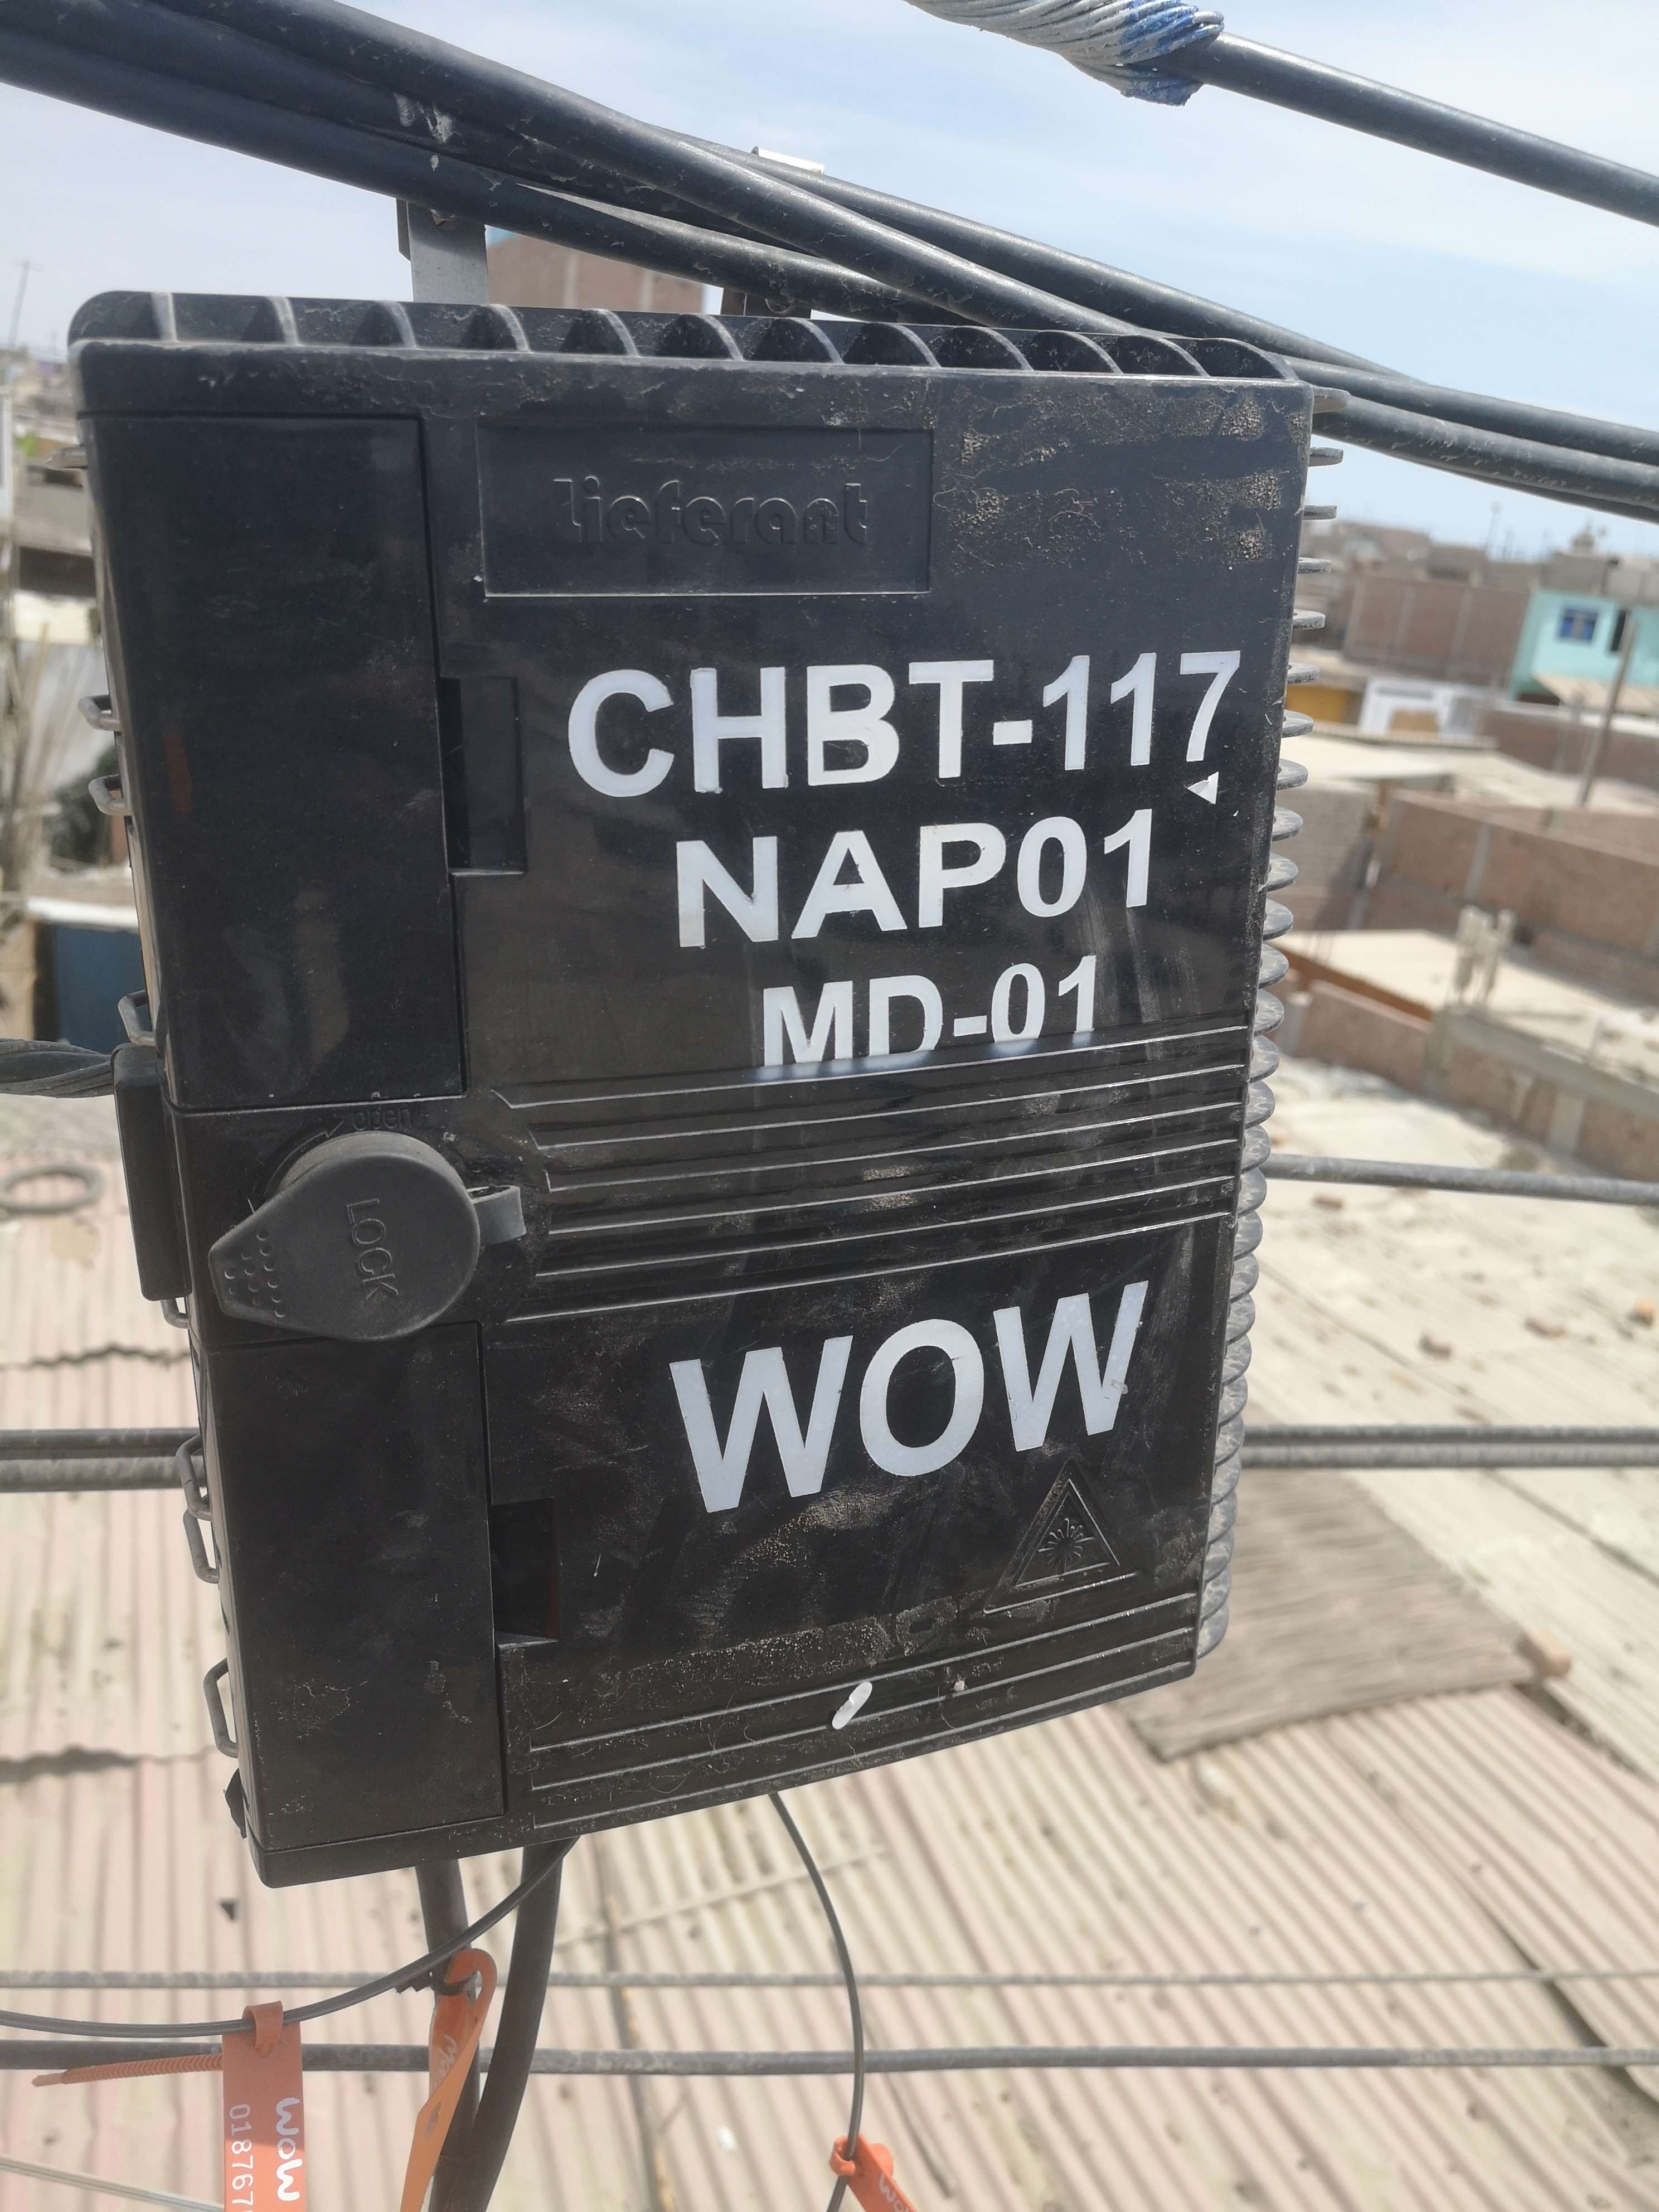 lieferant
CHBT-117
NAP01
MD-01
open
LOCK
WOW
wow